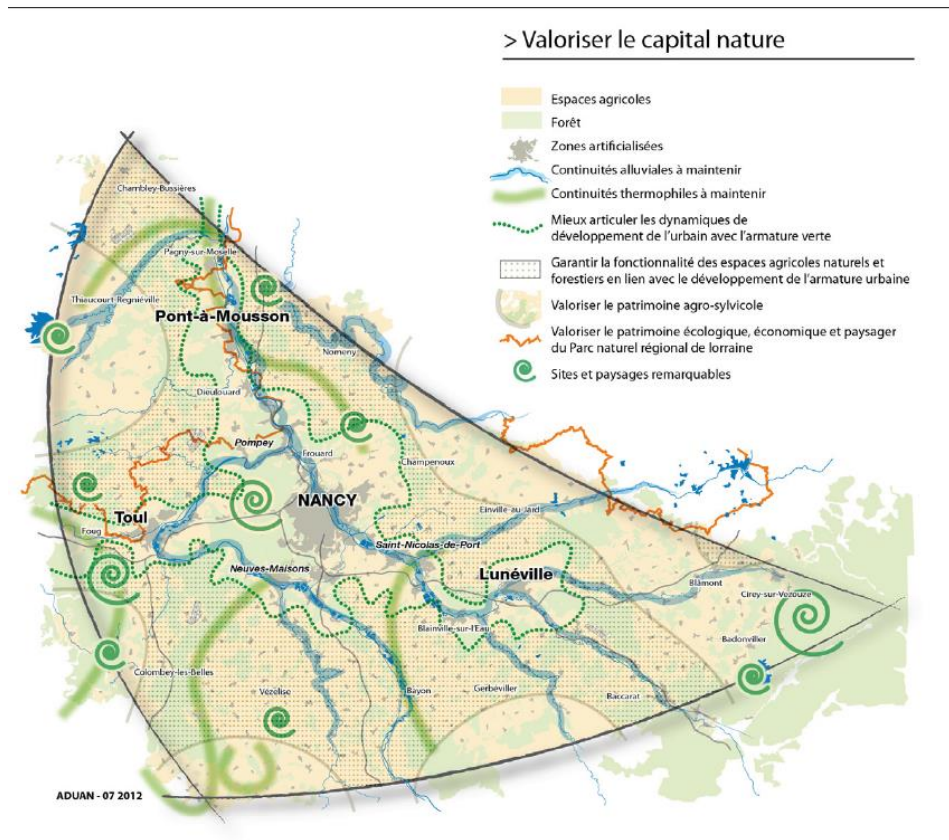 > Valoriser le capital nature
Espaces agricoles
Forêt
Zones artificialisées
Continuités alluviales à maintenir
Continuités thermophiles à maintenir
Mieux articuler les dynamiques de
développement de l'urbain avec l'armature verte
Garantir la fonctionnalité des espaces agricoles naturels et
forestiers en lien avec le développement de l'armature urbaine
Valoriser le patrimoine agro-sylvicole
Valoriser le patrimoine écologique, économique et paysager
du Parc naturel régional de lorraine
Sites et paysages remarquables
Chambley-Bussières
Pagny-sur-Moselle
Thiaucourt-Regniéville
Pont-à-Mousson
Nomeny
Dieulouard
Pompey
Frouard
Champenoux
NANCY
Toul
Foug
Einville-au-Jard
Saint-Nicolas-de-Port
Neuves-Maisons
Lunéville
Blâmont
Cirey-sur-Vezouze
Blainville-sur-l'Eau
Badonviller
Colombey-les-Belles
Vézelise
Bayon
Gerbéviller
Baccarat
ADUAN - 07 2012